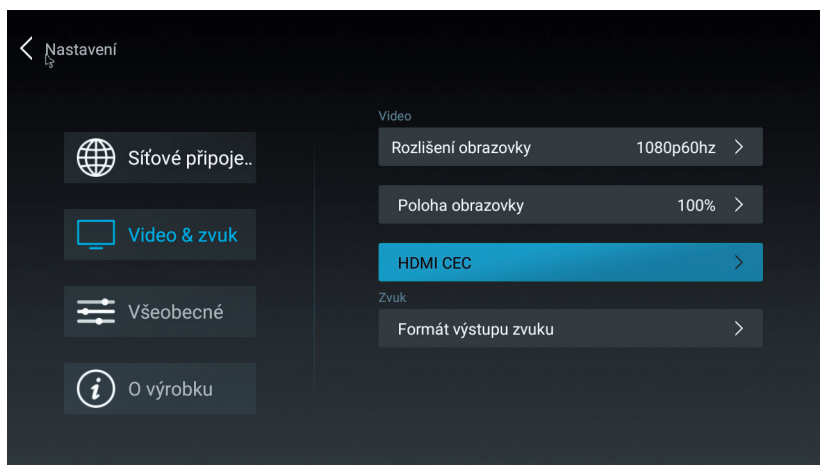 Nastavení
Síťové připoje..
Video & zvuk
Všeobecné
O výrobku
Video
Rozlišení obrazovky 1080p60hz
Poloha obrazovky 100%
HDMI CEC
Zvuk
Formát výstupu zvuku